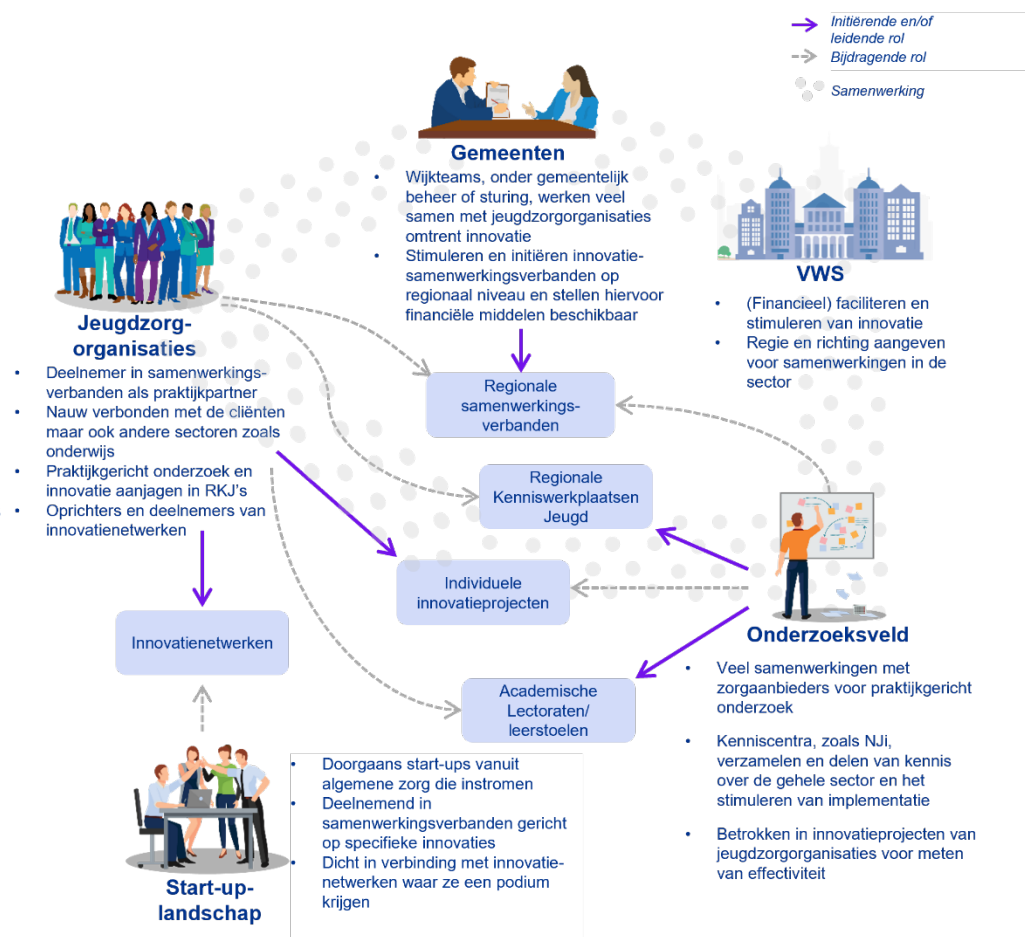 Initiërende en/of
leidende rol
Bijdragende rol
Samenwerking
Gemeenten
• Wijkteams, onder gemeentelijk
beheer of sturing, werken veel
samen met jeugdzorgorganisaties
omtrent innovatie
• Stimuleren en initiëren innovatie-
samenwerkingsverbanden op
regionaal niveau en stellen hiervoor
financiële middelen beschikbaar
VWS
• (Financieel) faciliteren en
stimuleren van innovatie
• Regie en richting aangeven
voor samenwerkingen in de
sector
Jeugdzorg-
organisaties
• Deelnemer in samenwerkings-
verbanden als praktijkpartner
• Nauw verbonden met de cliënten
maar ook andere sectoren zoals
onderwijs
• Praktijkgericht onderzoek en
innovatie aanjagen in RKJ's
• Oprichters en deelnemers van
innovatienetwerken
Regionale
samenwerkings-
verbanden
Regionale
Kenniswerkplaatsen
Jeugd
Individuele
innovatieprojecten
Innovatienetwerken
Academische
Lectoraten/
leerstoelen
Onderzoeksveld
• Veel samenwerkingen met
zorgaanbieders voor praktijkgericht
onderzoek
• Kenniscentra, zoals NJi,
verzamelen en delen van kennis
over de gehele sector en het
stimuleren van implementatie
• Betrokken in innovatieprojecten van
jeugdzorgorganisaties voor meten
van effectiviteit
Start-up-
landschap
• Doorgaans start-ups vanuit
algemene zorg die instromen
• Deelnemend in
samenwerkingsverbanden gericht
op specifieke innovaties
• Dicht in verbinding met innovatie-
netwerken waar ze een podium
krijgen